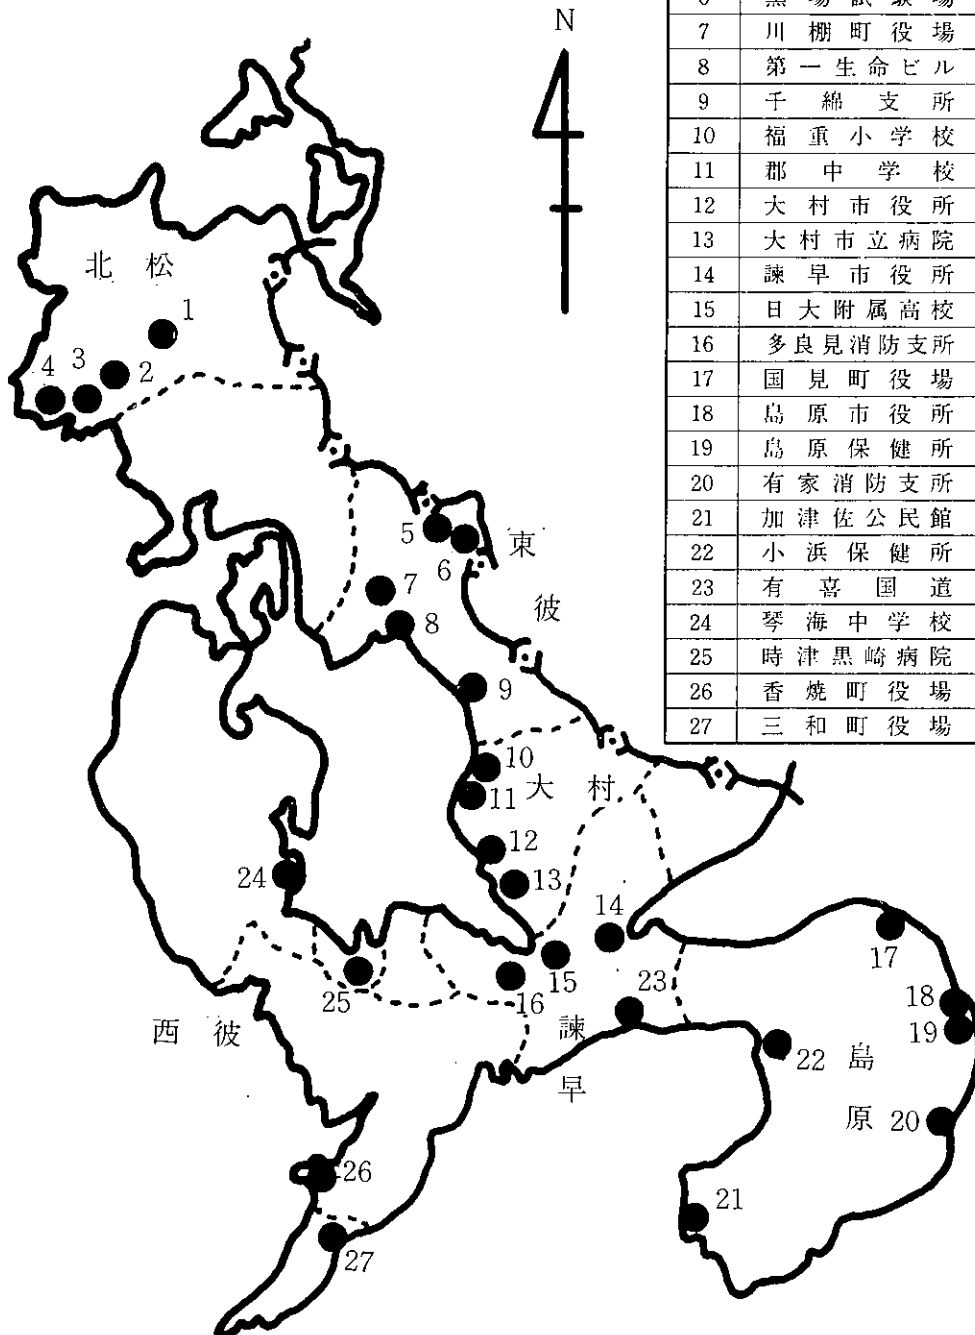 N
7 川棚町役場
8 第一生命ビル
9 千綿支所
10 福重小学校
11 郡中学校
12 大村市役所
13 大村市立病院
14 諫早市役所
15 日大附属高校
16 多良見消防支所
17 国見町役場
18 島原市役所
19 島原保健所
20 有家消防支所
21 加津佐公民館
22 小浜保健所
23 有喜国道
24 琴海中学校
25 時津黒崎病院
26 香焼町役場
27 三和町役場
北松
1
2
3
4
5
6
東彼
7
8
9
10
11
大村
12
13
24
14
15
16
25
23
17
18
19
西彼
諫早
22
島原
20
26
21
27